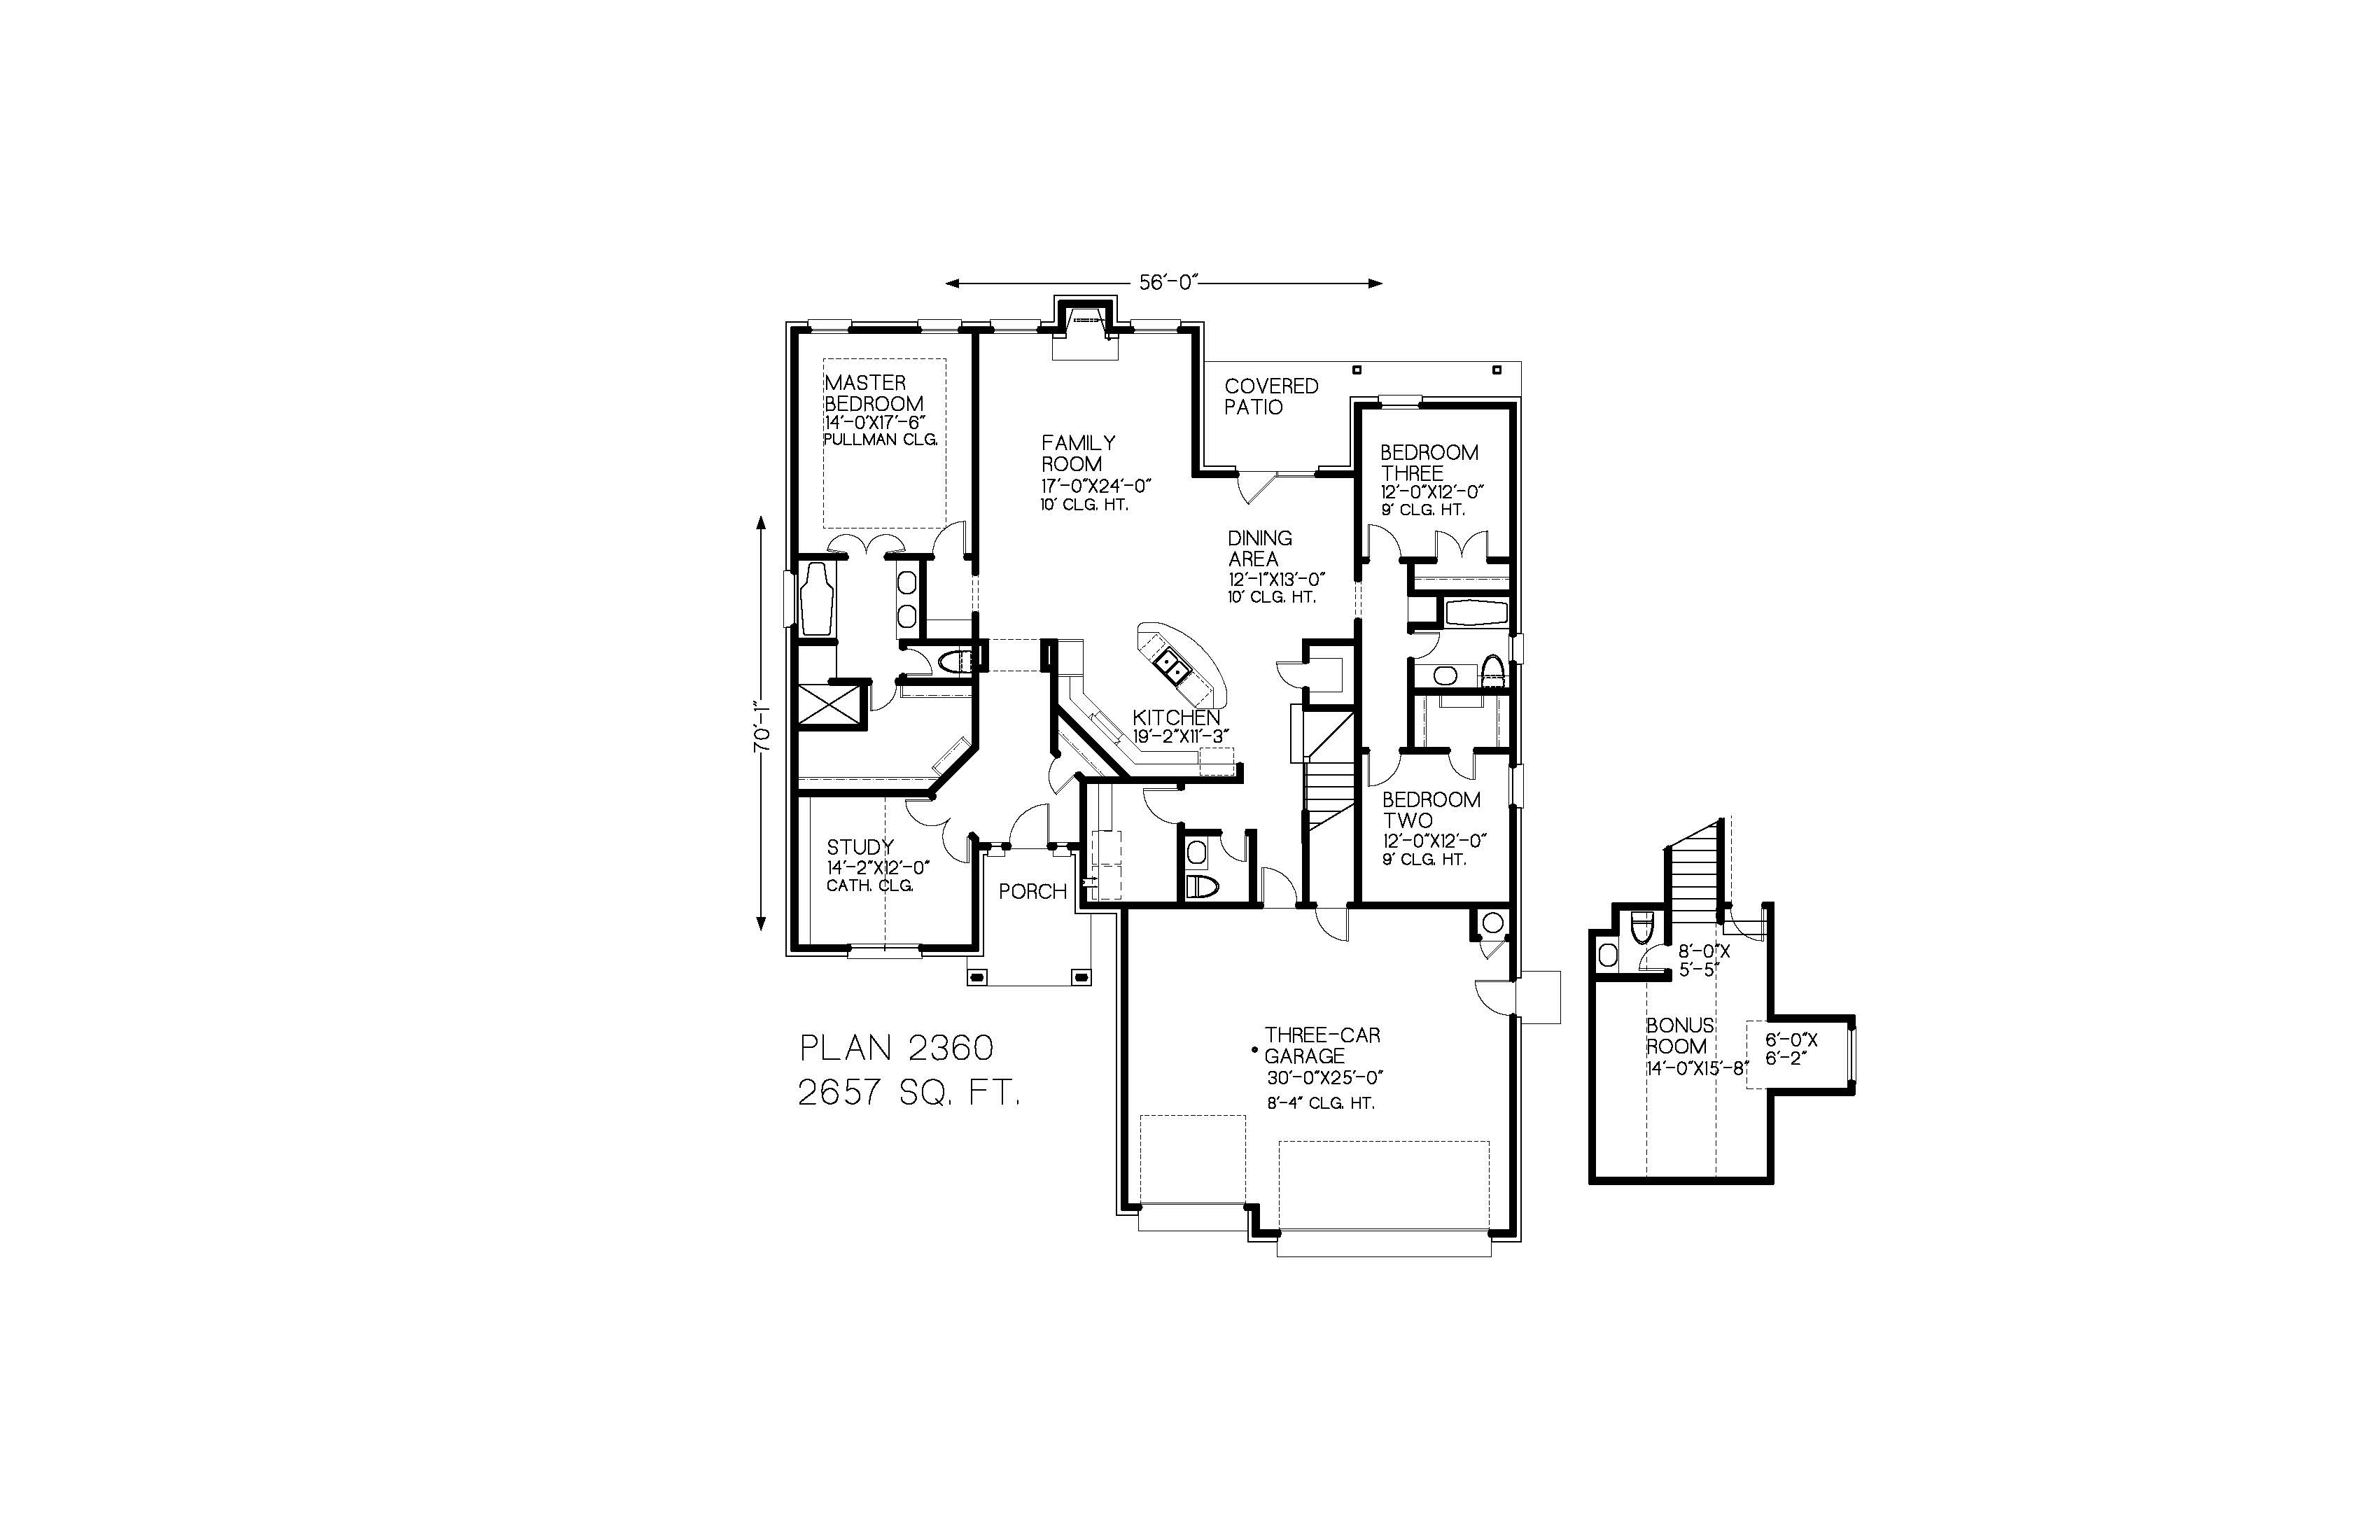 56'-0"
MASTER
BEDROOM
14'-0'X17'-6"
PULLMAN CLG.
FAMILY
ROOM
17'-0"X24'-0"
10' CLG. HT.
COVERED
PATIO
BEDROOM
THREE
12'-0"X12'-0"
9' CLG. HT.
DINING
AREA
12'-1"X13'-0"
10' CLG. HT.
70'-1"
KITCHEN
19'-2"X11'-3"
BEDROOM
TWO
12'-0"X12'-0"
9' CLG. HT.
STUDY
14'-2"X12'-0"
CATH. CLG.
PORCH
8'-0"X
5'-5"
BONUS
ROOM
14'-0"X15'-8"
6'-0"X
6'-2"
THREE-CAR
GARAGE
30'-0"X25'-0"
8'-4" CLG. HT.
PLAN 2360
2657 SQ. FT.